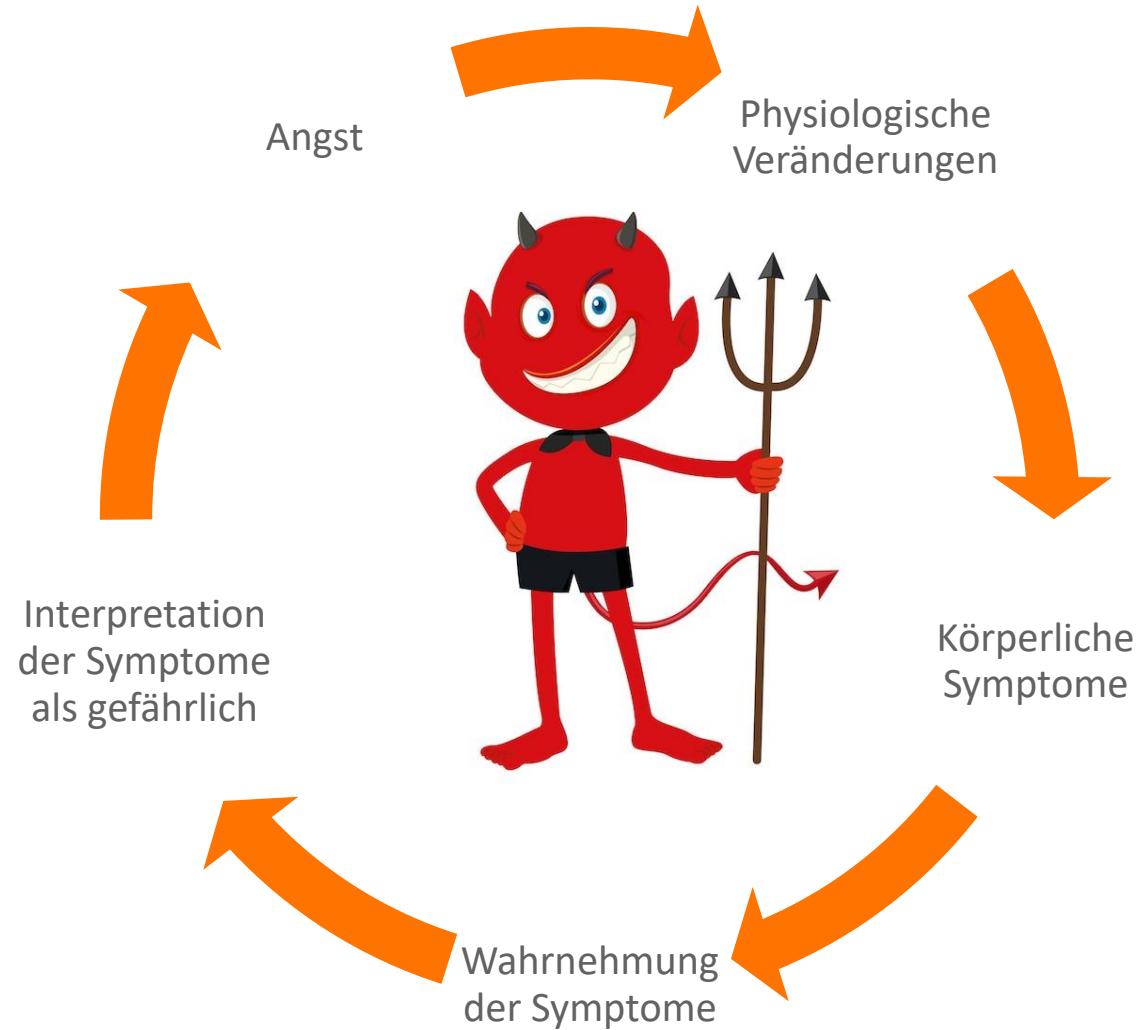 Angst
Physiologische
Veränderungen
Körperliche
Symptome
Wahrnehmung
der Symptome
Interpretation
der Symptome
als gefährlich